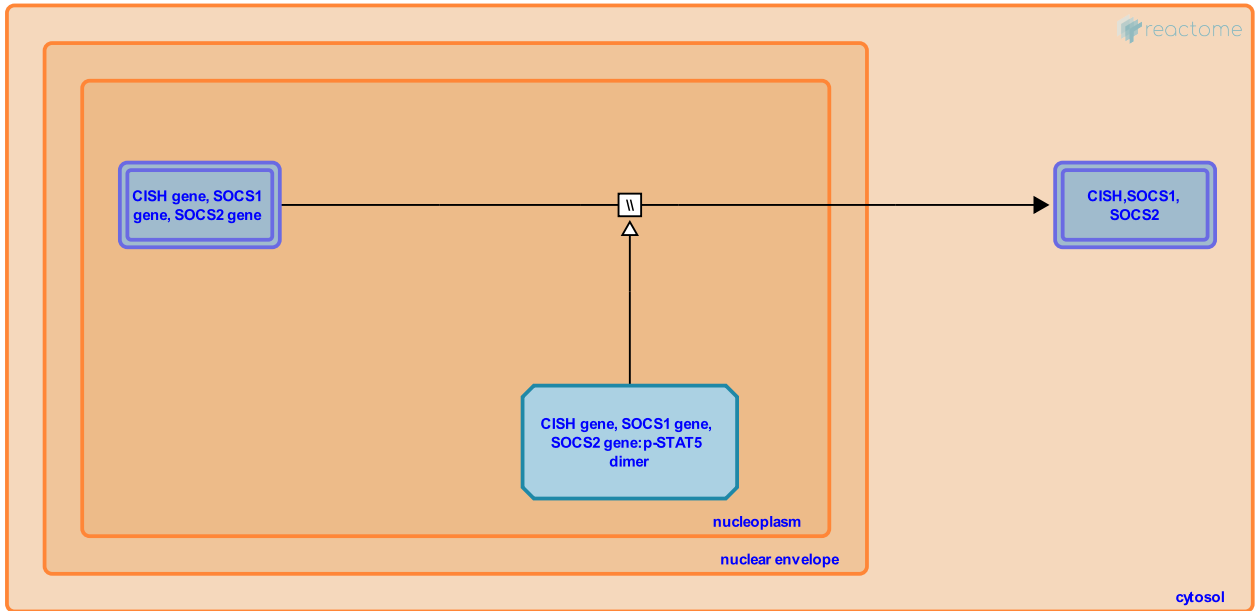 reactome
CISH gene, SOCS1
gene, SOCS2 gene
\\
CISH,SOCS1,
SOCS2
CISH gene, SOCS1 gene,
SOCS2 gene:p-STAT5
dimer
nucleoplasm
nuclear envelope
cytosol